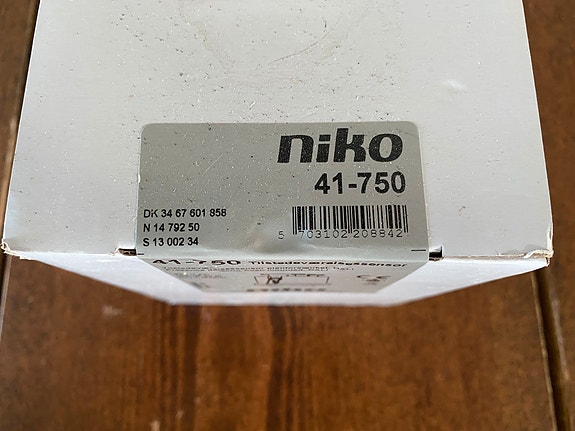 niko
41-750
DK 34 67 601 858
N 14 792 50
S 13 002 34
5 703102 208842
41-750 Tilstedeværelsessensor